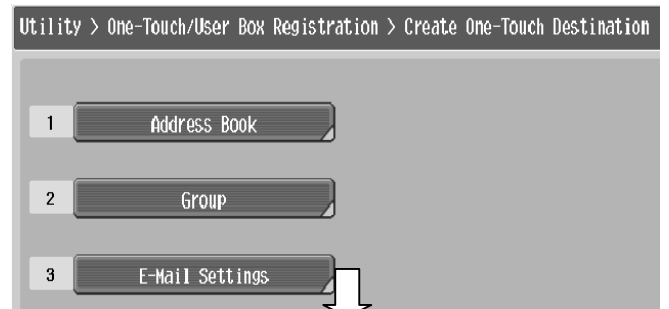 Utility > One-Touch/User Box Registration > Create One-Touch Destination
1 Address Book
2 Group
3 E-Mail Settings